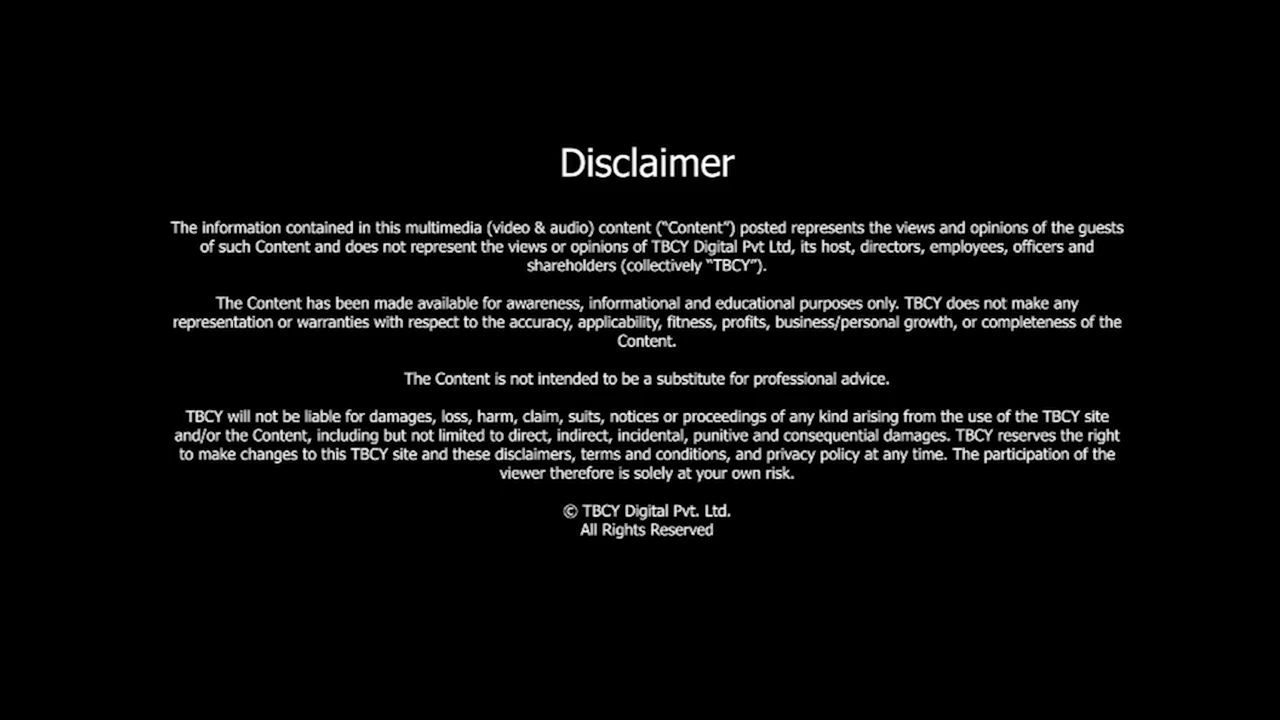 Disclaimer
The information contained in this multimedia (video & audio) content (“Content”) posted represents the views and opinions of the guests
of such Content and does not represent the views or opinions of TBCY Digital Pvt Ltd, its host, directors, employees, officers and
shareholders (collectively “TBCY”).
The Content has been made available for awareness, informational and educational purposes only. TBCY does not make any
representation or warranties with respect to the accuracy, applicability, fitness, profits, business/personal growth, or completeness of the
Content.
The Content is not intended to be a substitute for professional advice.
TBCY will not be liable for damages, loss, harm, claim, suits, notices or proceedings of any kind arising from the use of the TBCY site
and/or the Content, including but not limited to direct, indirect, incidental, punitive and consequential damages. TBCY reserves the right
to make changes to this TBCY site and these disclaimers, terms and conditions, and privacy policy at any time. The participation of the
viewer therefore is solely at your own risk.
© TBCY Digital Pvt. Ltd.
All Rights Reserved